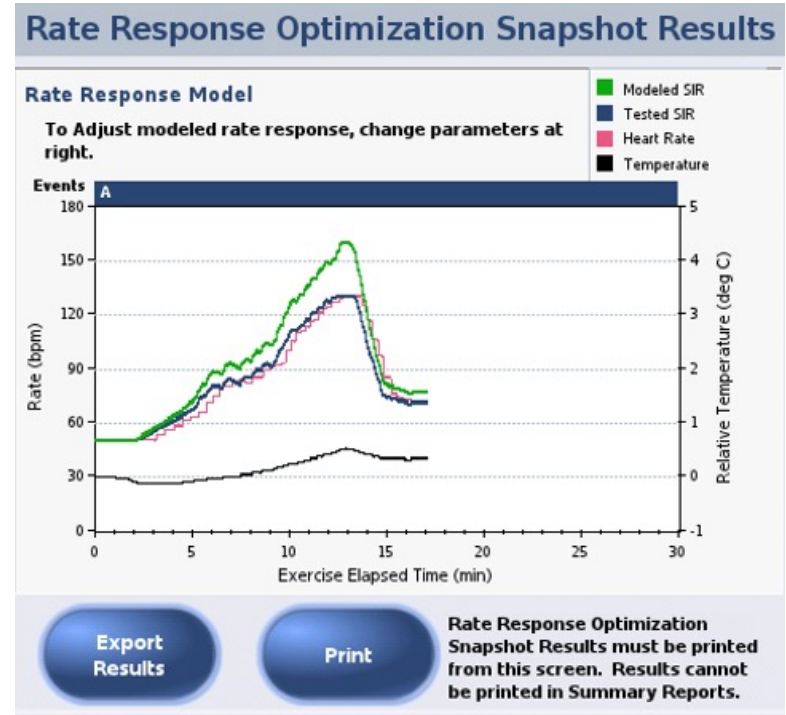 Rate Response Optimization Snapshot Results
Rate Response Model
To Adjust modeled rate response, change parameters at
right.
Modeled SIR
Tested SIR
Heart Rate
Temperature
Events
A
180
150
120
90
60
30
0
Rate (bpm)
5
4
3
2
1
0
-1
Relative Temperature (deg C)
0 5 10 15 20 25 30
Exercise Elapsed Time (min)
Export
Results
Print
Rate Response Optimization
Snapshot Results must be printed
from this screen. Results cannot
be printed in Summary Reports.